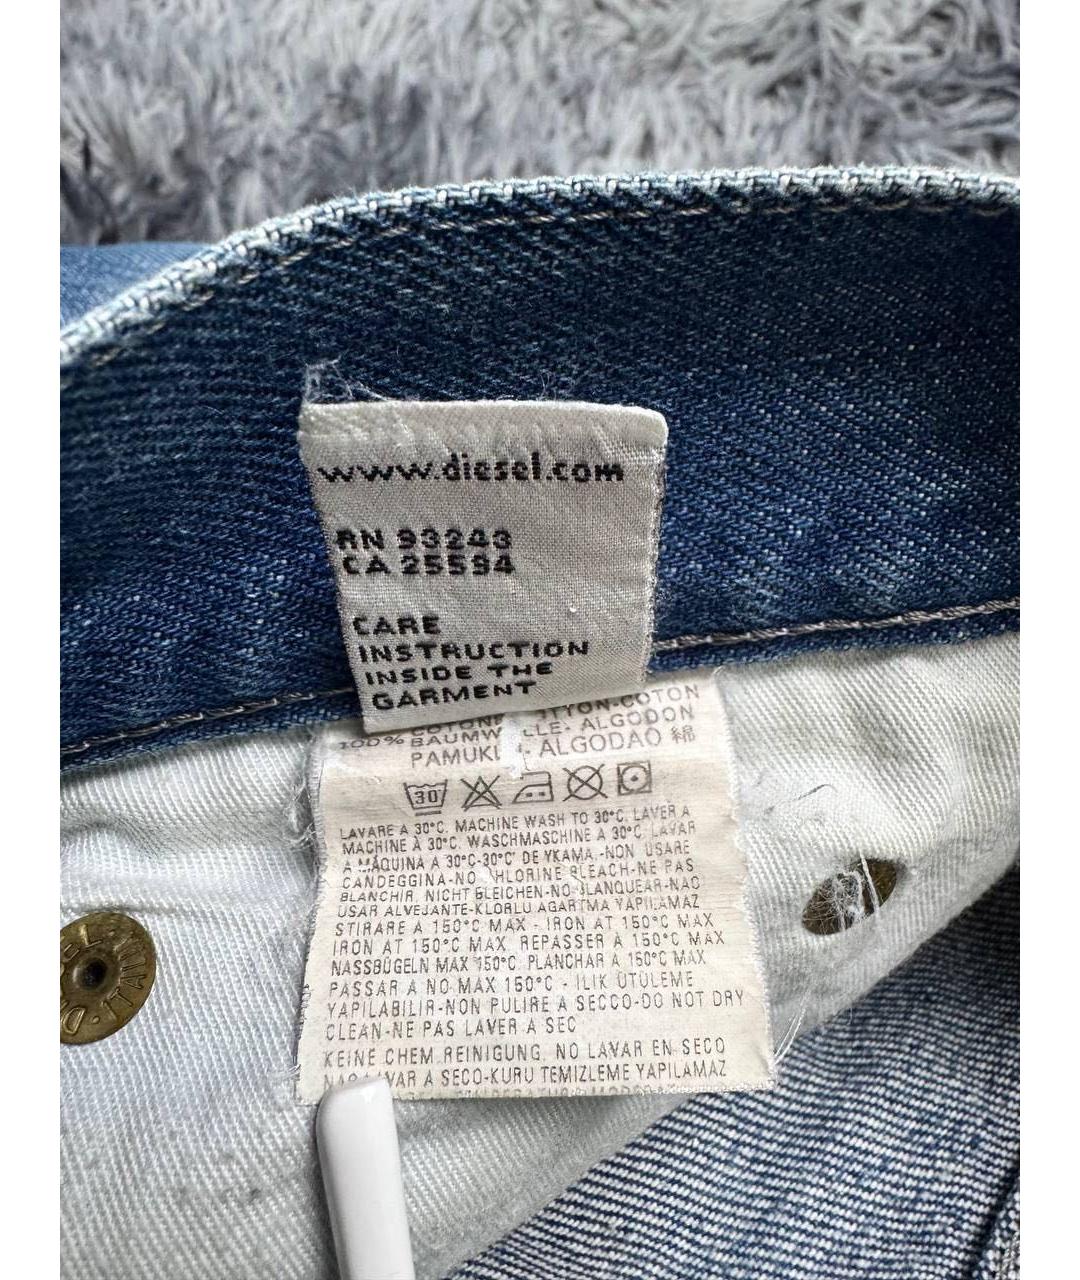 www.diesel.com
RN 93243
CA 25594
CARE
INSTRUCTION
INSIDE THE
GARMENT
100% BAUMW LLE. ALGODON
PAMUK ALGODAO 綿
30
LAVARE A 30°C. MACHINE WASH TO 30°C. LAVER A
MACHINE À 30°C. WASCHMASCHINE A 30°C. LAVAR
A MÁQUINA A 30°C-30°C' DE YKAMA.-NON USARE
CANDEGGINA-NO CHLORINE BLEACH-NE PAS
BLANCHIR, NICHT BLEICHEN-NO BLANQUEAR-NAO
USAR ALVEJANTE-KLORLU AGARTMA YAPILAMAZ
STIRARE A 150°C MAX - IRON AT 150°C MAX
IRON AT 150°C MAX. REPASSER À 150°C MAX
NASSBÜGELN MAX 150°C. PLANCHAR A 150°C
PASSAR A NO MAX 150°C - ILIK ÜTÜLEME
YAPILABILIR-NON PULIRE A SECCO-DO NOT DRY
CLEAN-NE PAS LAVER A SEC
KEINE CHEM.REINIGUNG. NO LAVAR EN SECO
LAVAR A SECO-KURU TEMIZLEME YAPILAMAZ